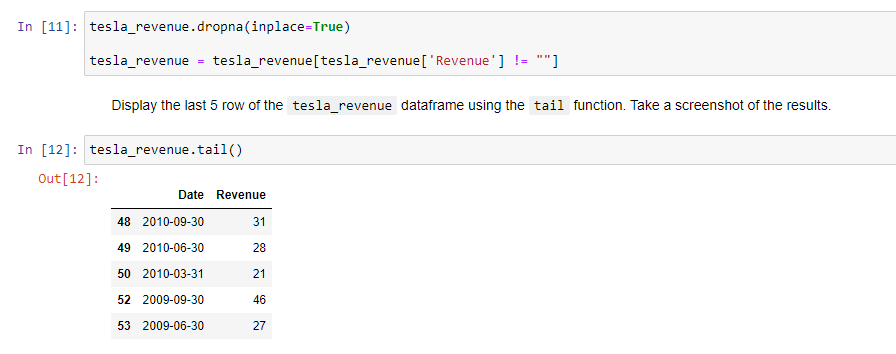 In [11]: tesla_revenue.dropna(inplace=True)
tesla_revenue = tesla_revenue[tesla_revenue['Revenue'] != ""]
Display the last 5 row of the tesla_revenue dataframe using the tail function. Take a screenshot of the results.
In [12]: tesla_revenue.tail()
Out[12]:
Date Revenue
48 2010-09-30 31
49 2010-06-30 28
50 2010-03-31 21
52 2009-09-30 46
53 2009-06-30 27